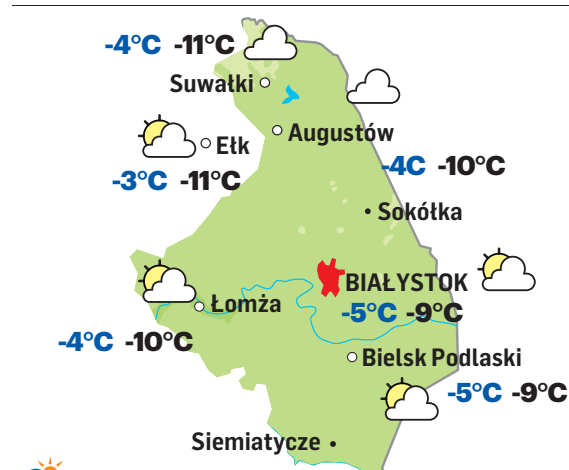 -4°C -11°C
Suwałki
Augustów
Ełk
-4C -10°C
-3°C -11°C
Sokółka
BIAŁYSTOK
Łomża
-5°C -9°C
-4°C -10°C
Bielsk Podlaski
-5°C -9°C
Siemiatycze